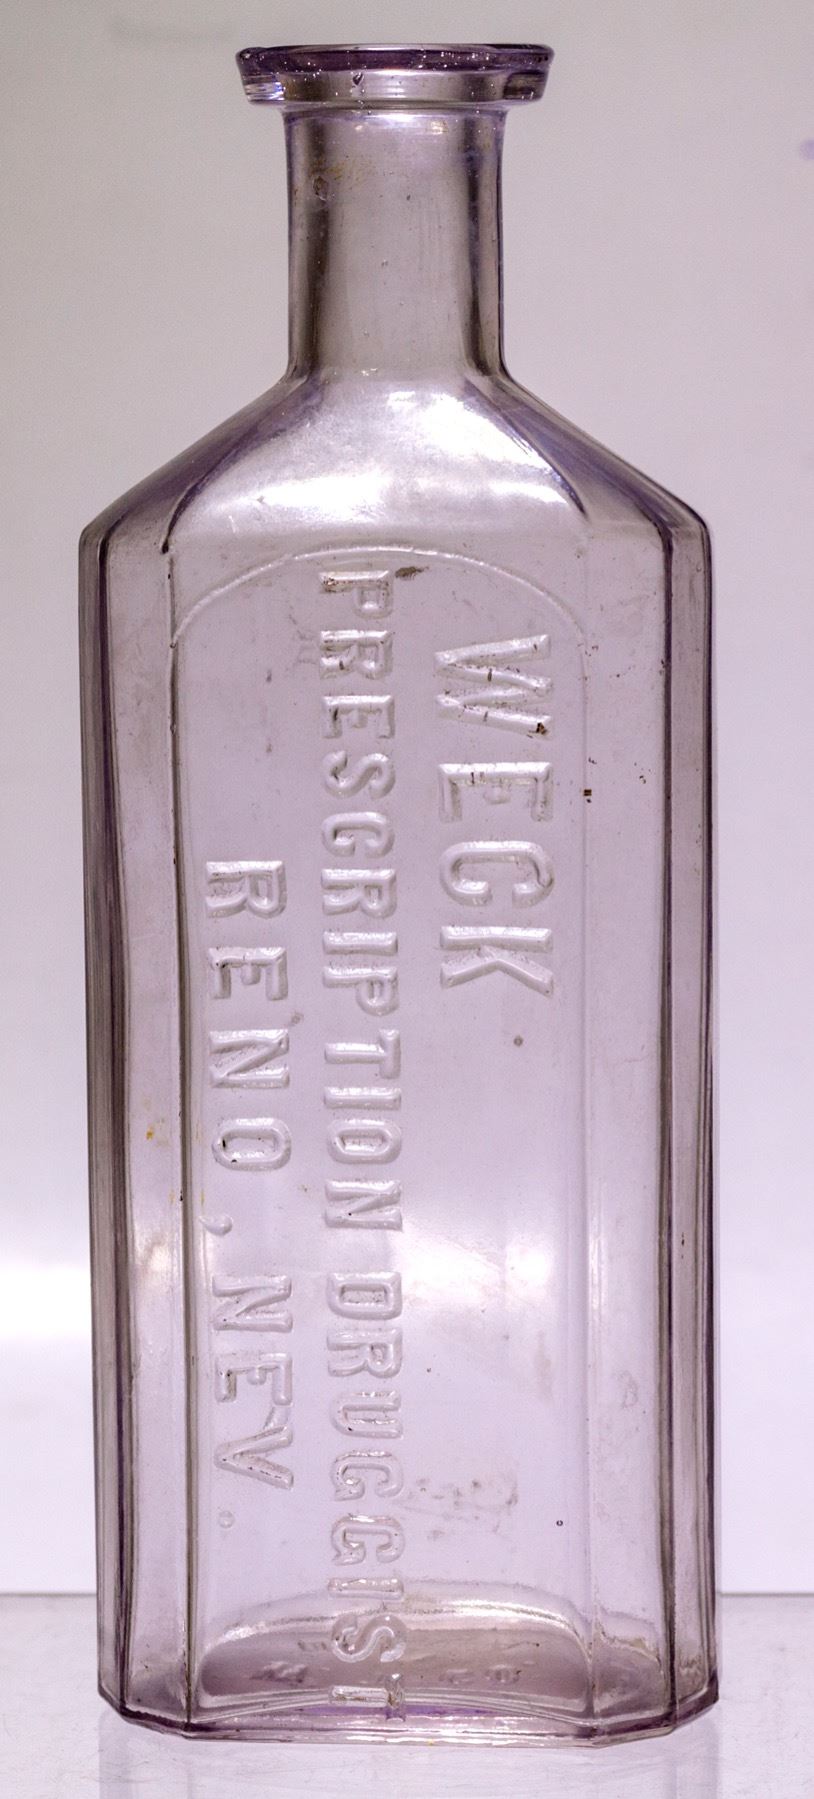 WECK
PRESCRIPTION DRUGGIST
RENO, NEV.